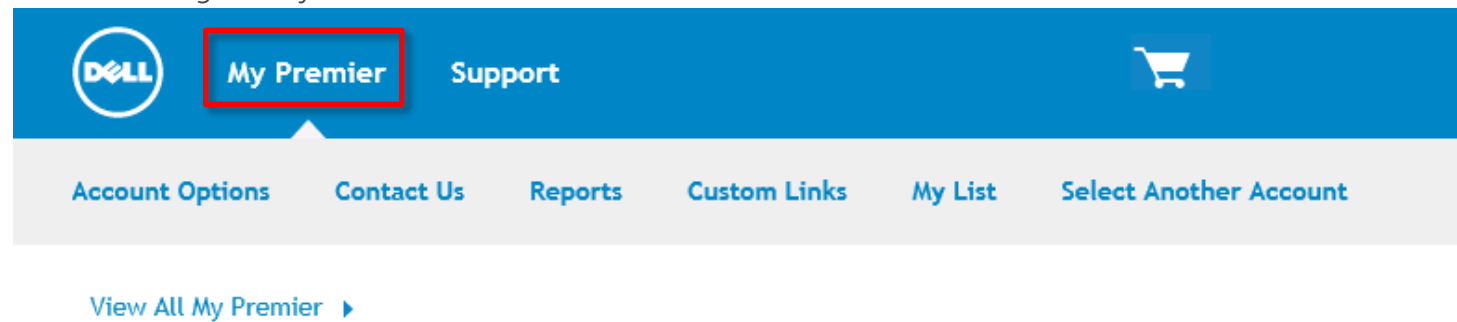 DELL My Premier Support
Account Options Contact Us Reports Custom Links My List Select Another Account
View All My Premier